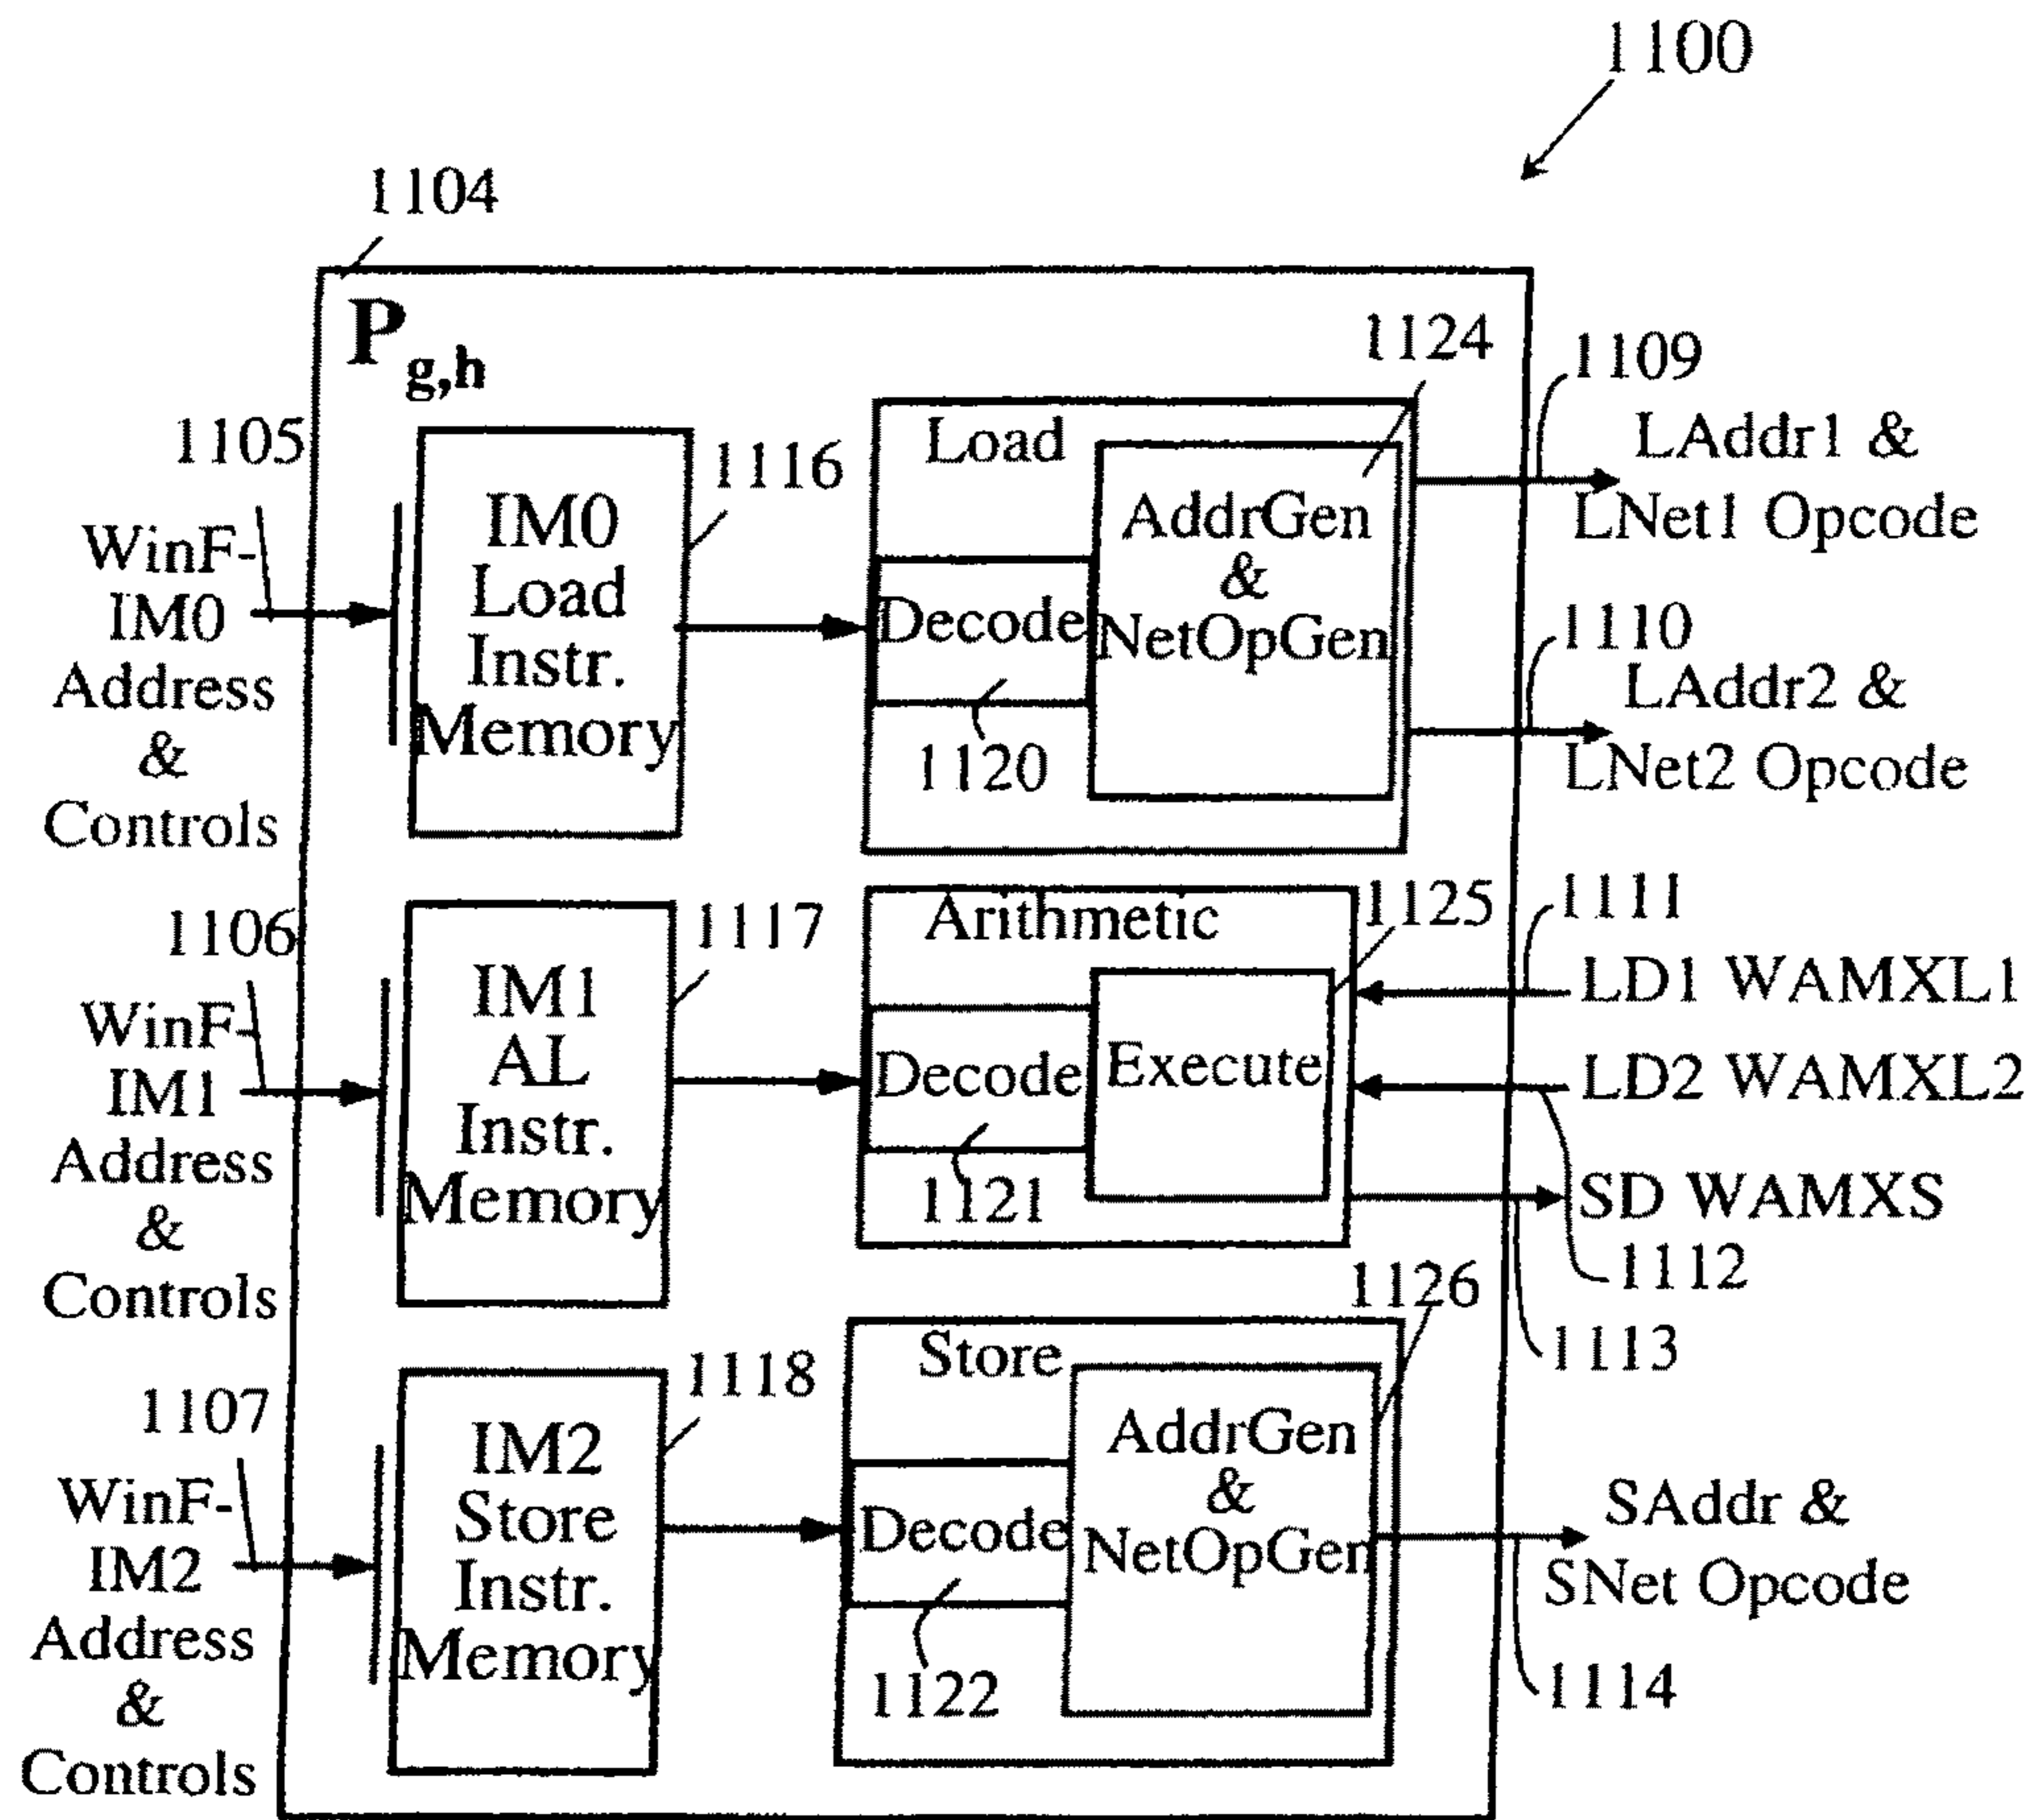 1100
1104
P g,h
1124
1109
1105
1116
WinF-
IM0
Address
&
Controls
IM0
Load
Instr.
Memory
Load
Decode
1120
AddrGen
&
NetOpGen
LAddr1 &
LNet1 Opcode
1110
LAddr2 &
LNet2 Opcode
1106
1117
WinF-
IM1
Address
&
Controls
IM1
AL
Instr.
Memory
Arithmetic
Decode
1121
Execute
1125
1111
LD1 WAMXL1
LD2 WAMXL2
SD WAMXS
1112
1113
1107
1118
WinF-
IM2
Address
&
Controls
IM2
Store
Instr.
Memory
Store
Decode
1122
AddrGen
&
NetOpGen
1126
SAddr &
SNet Opcode
1114